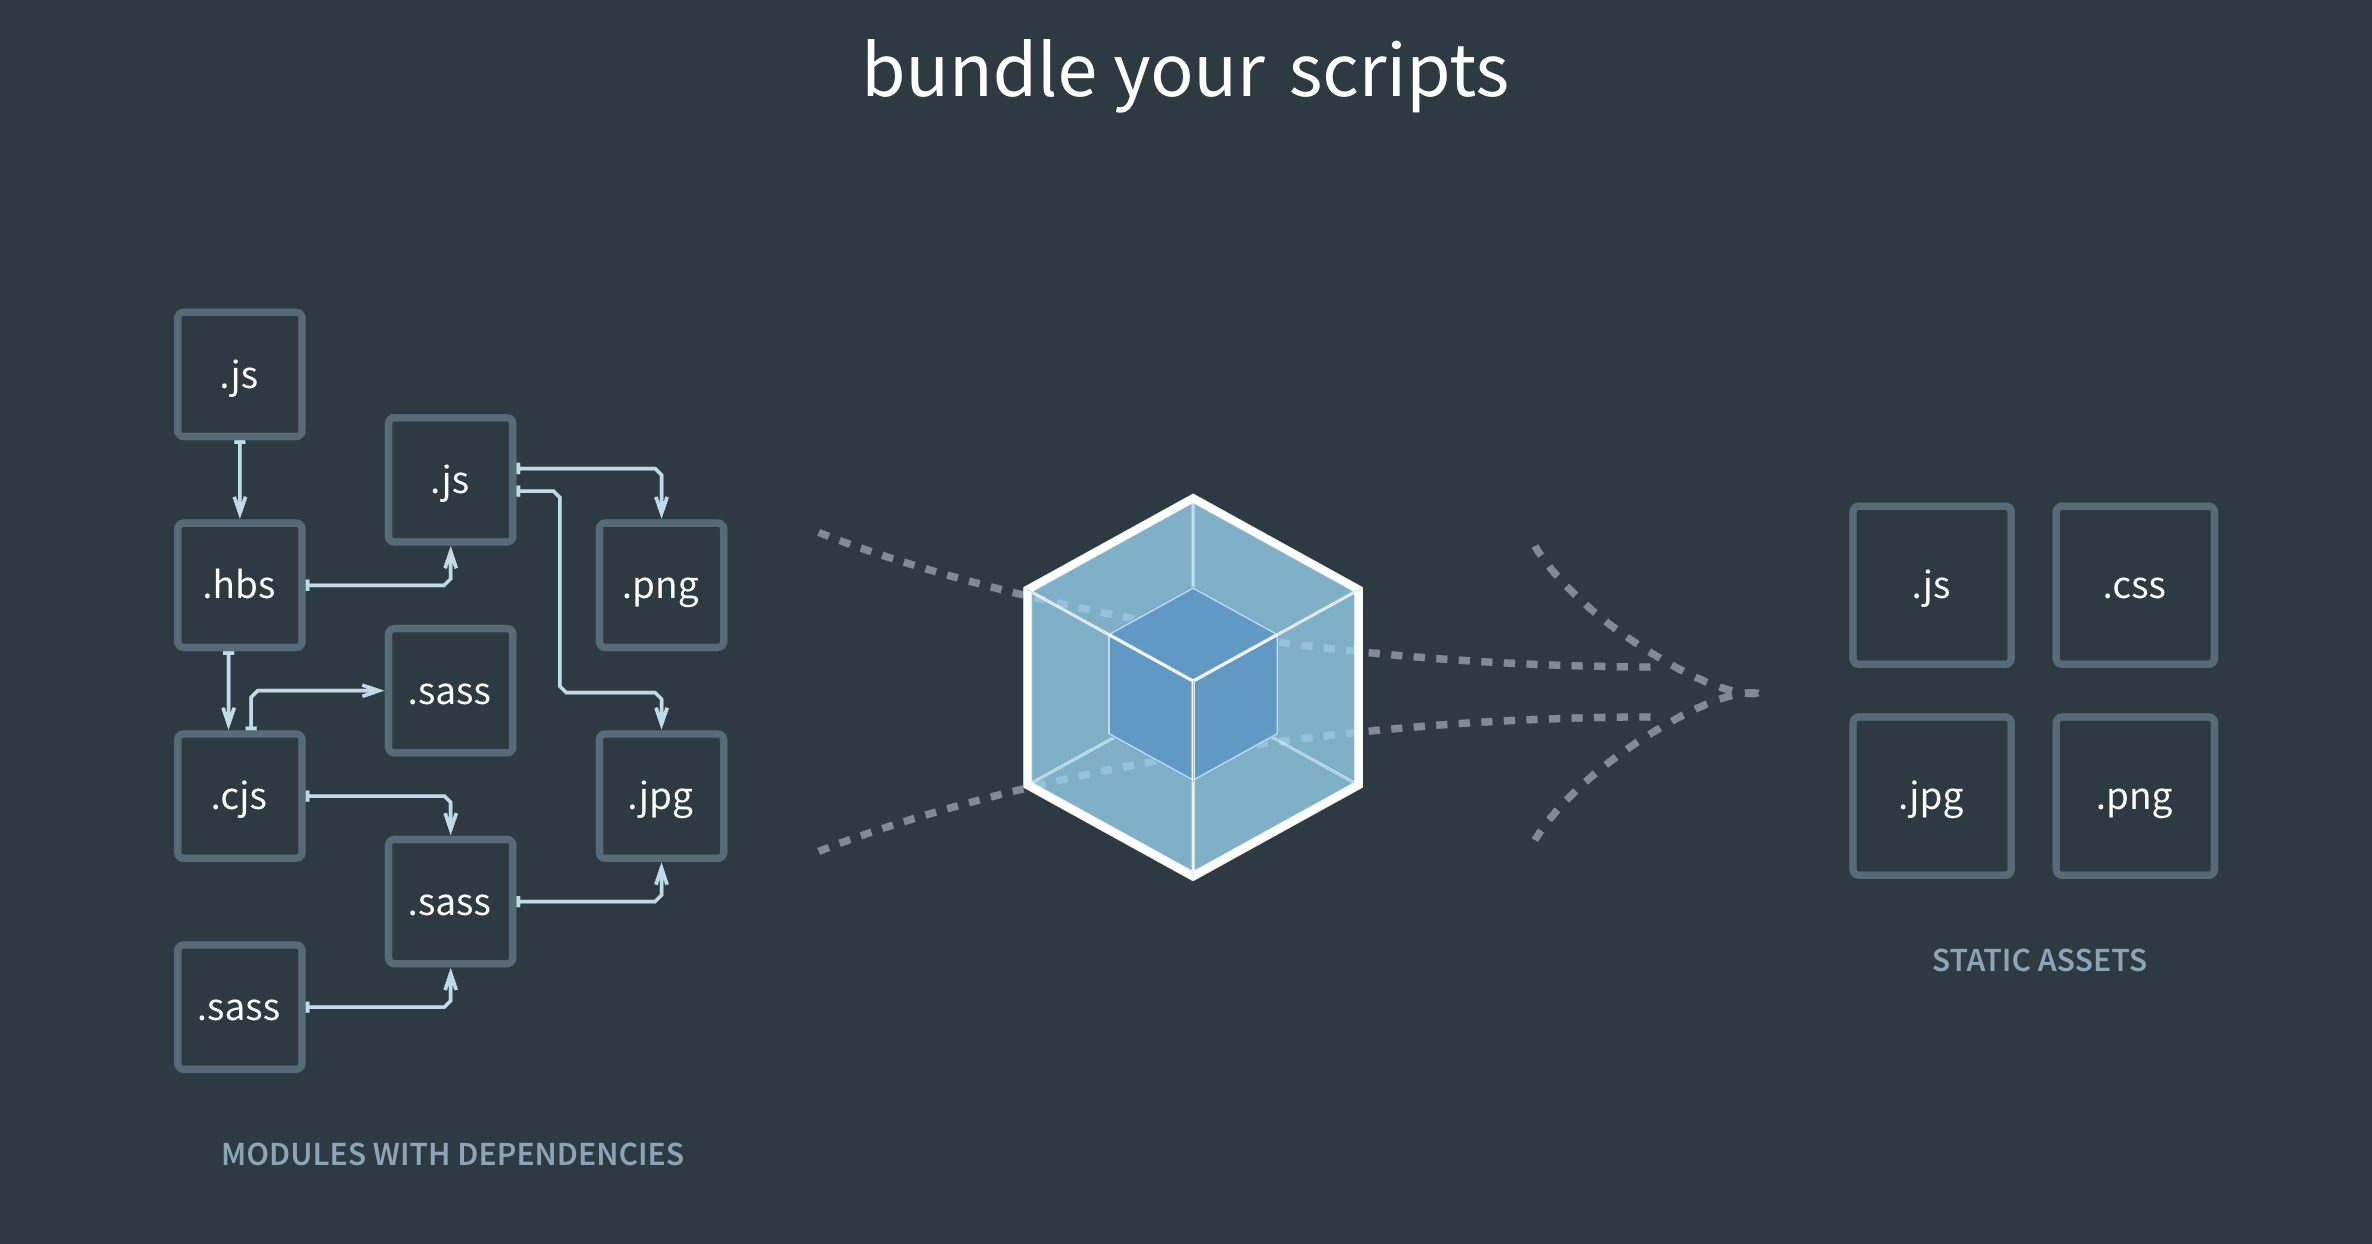 bundle your scripts
.js
.js
.hbs
.png
.sass
.cjs
.jpg
.sass
.sass
MODULES WITH DEPENDENCIES
.js
.css
.jpg
.png
STATIC ASSETS